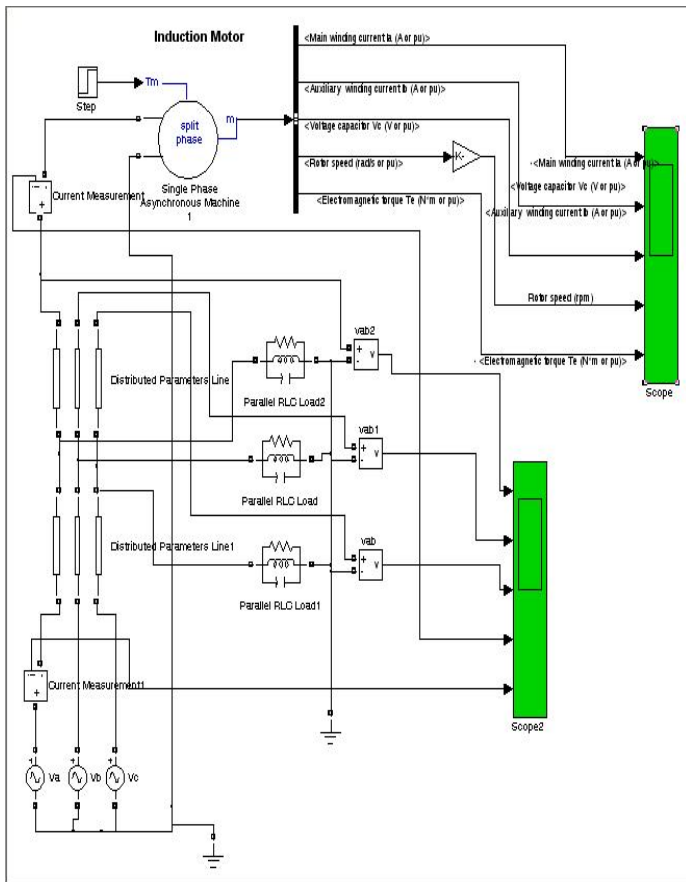 Induction Motor
<Main winding current Ia (A or pu)>
Tm
Step
<Auxiliary winding current Ib (A or pu)>
split
phase
m
<Voltage capacitor Vc (V or pu)>
K-
<Rotor speed (rad/s or pu)>
- <Main winding current Ia (A or pu)>
Current Measurement
Single Phase
Asynchronous Machine
1
<Voltage capacitor Vc (V or pu)>
<Electromagnetic torque Te (N*m or pu)>
<Auxiliary winding current Ib (A or pu)>
Rotor speed (rpm)
vab2
+
-
v
- <Electromagnetic torque Te (N*m or pu)>
Scope
Distributed Parameters Line
Parallel RLC Load2
vab1
+
-
v
Parallel RLC Load
Distributed Parameters Line1
vab
+
-
v
Parallel RLC Load1
Current Measurement1
+
Scope2
Va
Vb
Vc